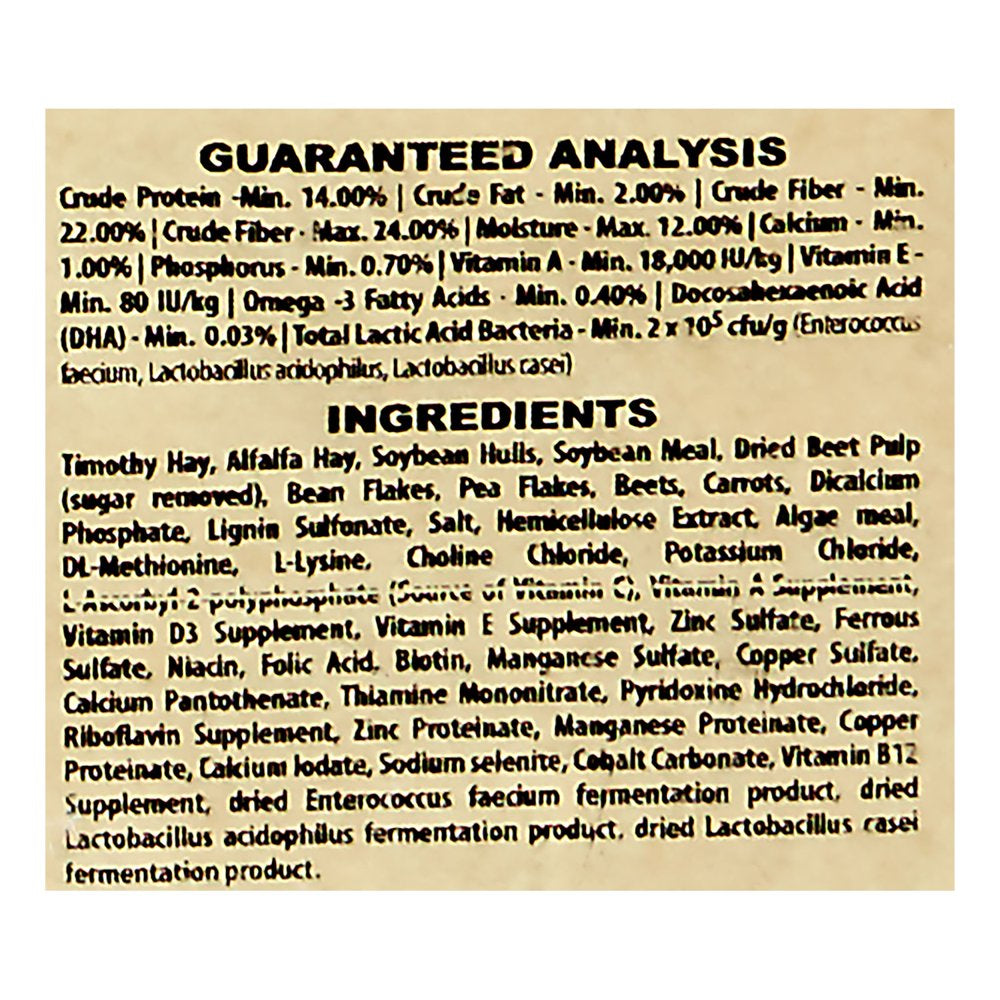 GUARANTEED ANALYSIS
Crude Protein -Min. 14.00% | Crude Fat - Min. 2.00% | Crude Fiber - Min.
22.00% | Crude Fiber - Max. 24.00% | Moisture - Max. 12.00% | Calcium - Min.
1.00% | Phosphorus - Min. 0.70% | Vitamin A - Min. 18,000 IU/kg | Vitamin E -
Min. 80 IU/kg | Omega -3 Fatty Acids - Min. 0.40% | Docosahexaenoic Acid
(DHA) - Min. 0.03% | Total Lactic Acid Bacteria - Min. 2 x 10⁵ cfu/g (Enterococcus
faecium, Lactobacillus acidophilus, Lactobacillus casei)
INGREDIENTS
Timothy Hay, Alfalfa Hay, Soybean Hulls, Soybean Meal, Dried Beet Pulp
(sugar removed), Bean Flakes, Pea Flakes, Beets, Carrots, Dicalcium
Phosphate, Lignin Sulfonate, Salt, Hemicellulose Extract, Algae meal,
DL-Methionine, L-Lysine, Choline Chloride, Potassium Chloride,
L-Ascorbyl-2-polyphosphate (Source of Vitamin C), Vitamin A Supplement,
Vitamin D3 Supplement, Vitamin E Supplement, Zinc Sulfate, Ferrous
Sulfate, Niacin, Folic Acid, Biotin, Manganese Sulfate, Copper Sulfate,
Calcium Pantothenate, Thiamine Mononitrate, Pyridoxine Hydrochloride,
Riboflavin Supplement, Zinc Proteinate, Manganese Proteinate, Copper
Proteinate, Calcium Iodate, Sodium selenite, Cobalt Carbonate, Vitamin B12
Supplement, dried Enterococcus faecium fermentation product, dried
Lactobacillus acidophilus fermentation product, dried Lactobacillus casei
fermentation product.